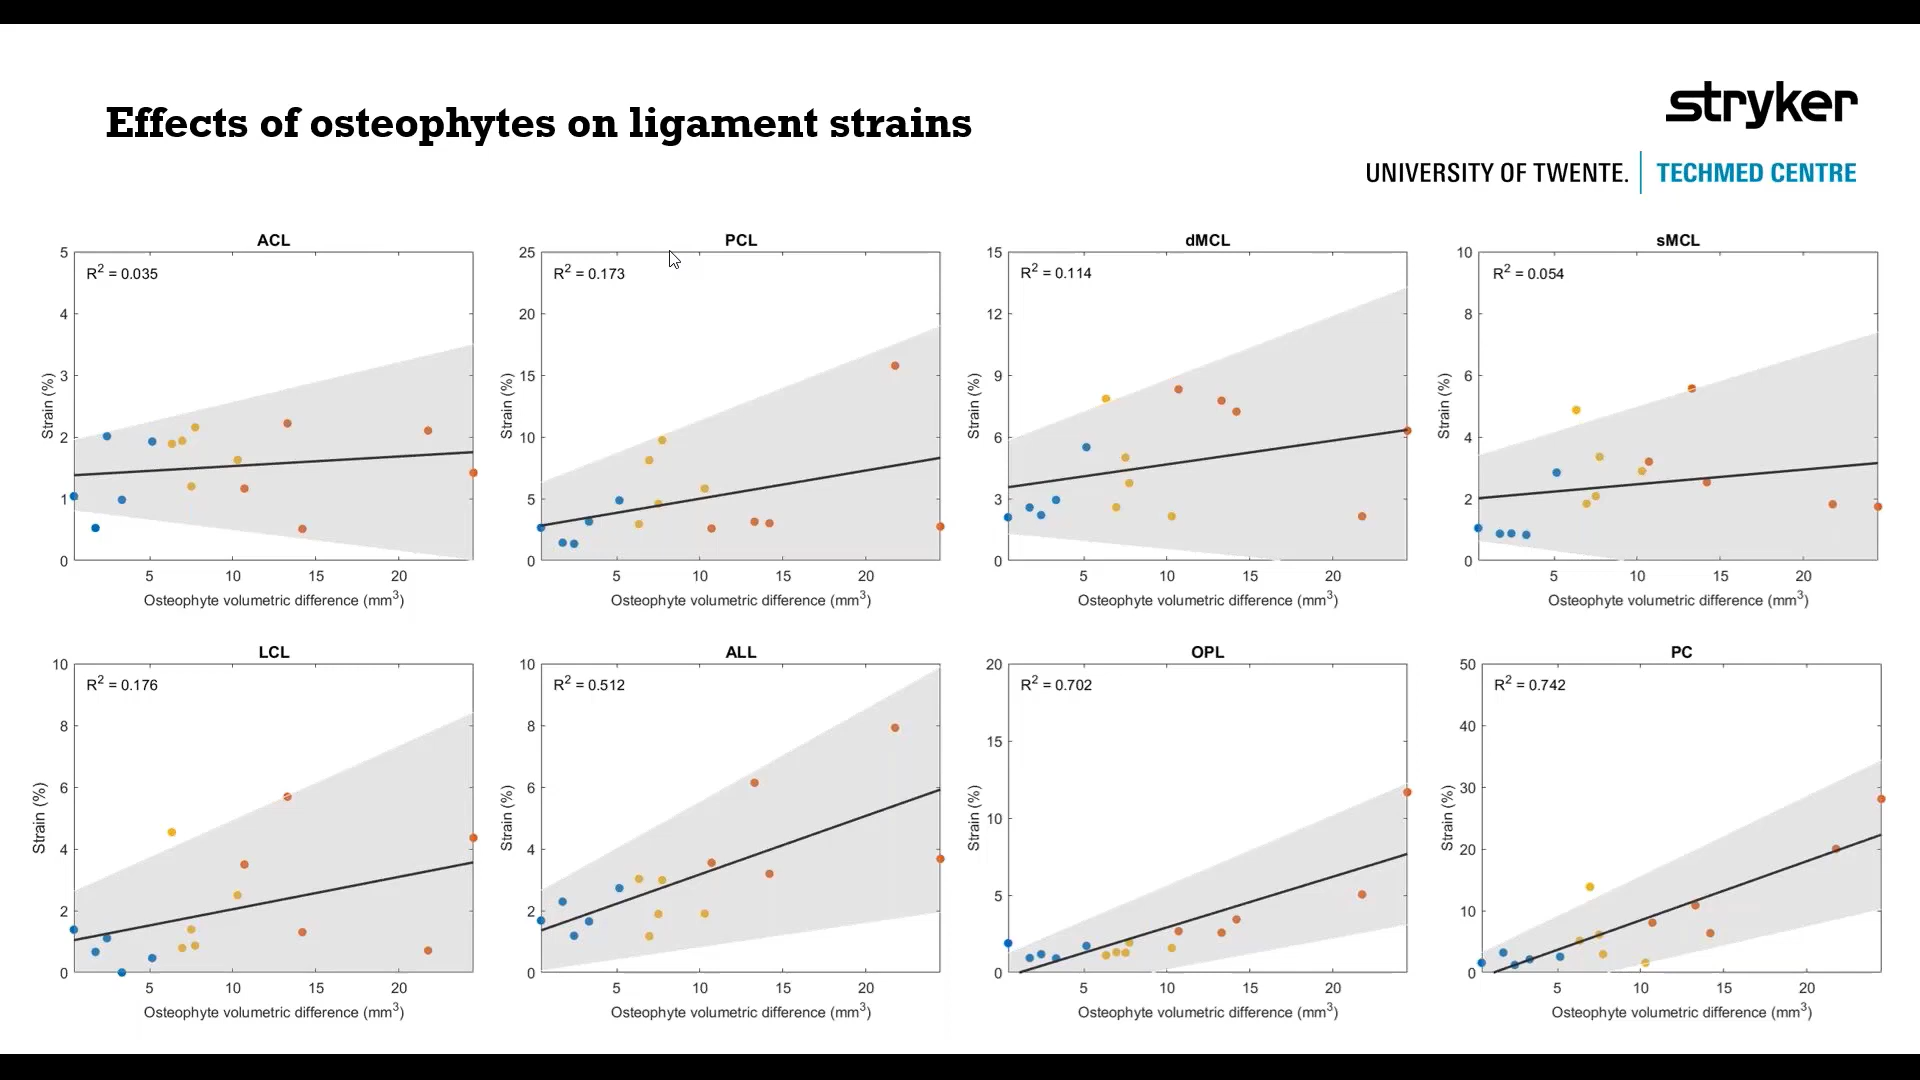 Effects of osteophytes on ligament strains
stryker
UNIVERSITY OF TWENTE. | TECHMED CENTRE
ACL
R² = 0.035
Strain (%)
5
4
3
2
1
0
5 10 15 20
Osteophyte volumetric difference (mm³)
PCL
R² = 0.173
Strain (%)
25
20
15
10
5
0
5 10 15 20
Osteophyte volumetric difference (mm³)
dMCL
R² = 0.114
Strain (%)
15
12
9
6
3
0
5 10 15 20
Osteophyte volumetric difference (mm³)
sMCL
R² = 0.054
Strain (%)
10
8
6
4
2
0
5 10 15 20
Osteophyte volumetric difference (mm³)
LCL
R² = 0.176
Strain (%)
10
8
6
4
2
0
5 10 15 20
Osteophyte volumetric difference (mm³)
ALL
R² = 0.512
Strain (%)
10
8
6
4
2
0
5 10 15 20
Osteophyte volumetric difference (mm³)
OPL
R² = 0.702
Strain (%)
20
15
10
5
0
5 10 15 20
Osteophyte volumetric difference (mm³)
PC
R² = 0.742
Strain (%)
50
40
30
20
10
0
5 10 15 20
Osteophyte volumetric difference (mm³)